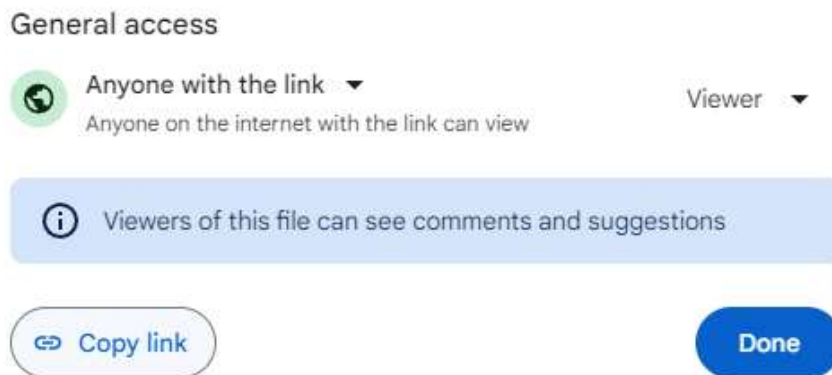 General access
Anyone with the link
Viewer
Anyone on the internet with the link can view
Viewers of this file can see comments and suggestions
Copy link
Done